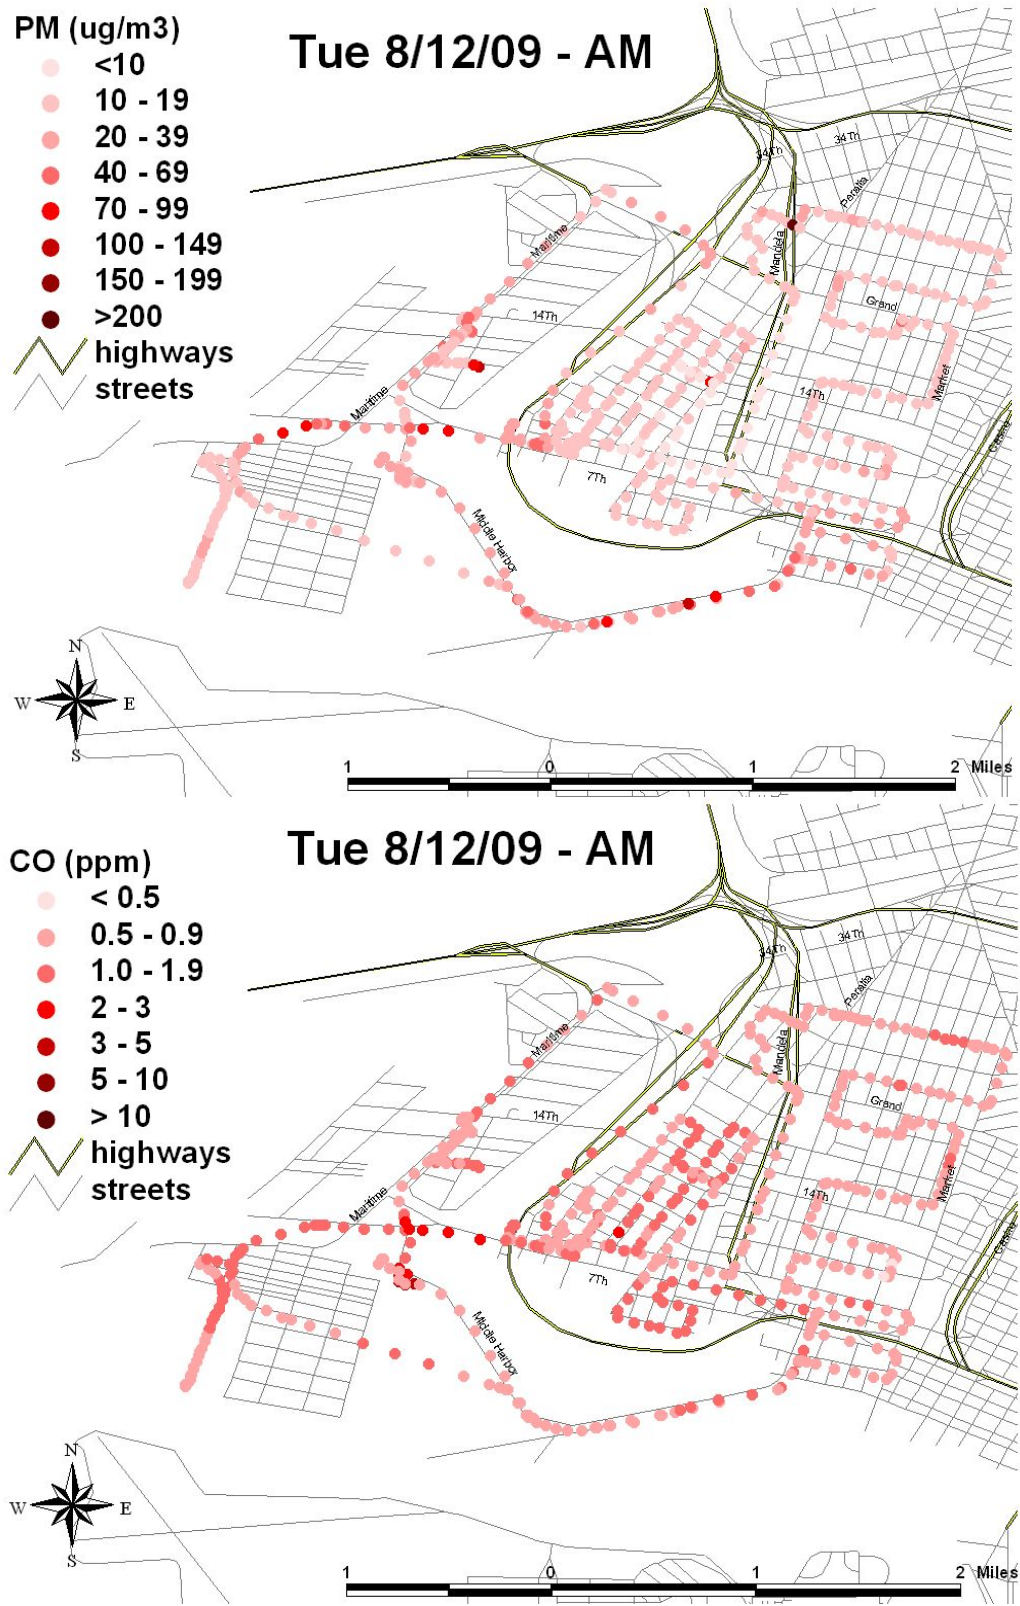 PM (ug/m3)
Tue 8/12/09 - AM
<10
10 - 19
20 - 39
40 - 69
70 - 99
100 - 149
150 - 199
>200
highways
streets
34Th
34Th
Peralta
Maritime
Mandela
Grand
14Th
Market
14Th
Maritime
7Th
Middle Harbor
N
W
E
S
1
0
1
2 Miles
CO (ppm)
Tue 8/12/09 - AM
< 0.5
0.5 - 0.9
1.0 - 1.9
2 - 3
3 - 5
5 - 10
> 10
highways
streets
34Th
34Th
Peralta
Maritime
Mandela
Grand
14Th
Market
14Th
Maritime
7Th
Middle Harbor
N
W
E
S
1
0
1
2 Miles